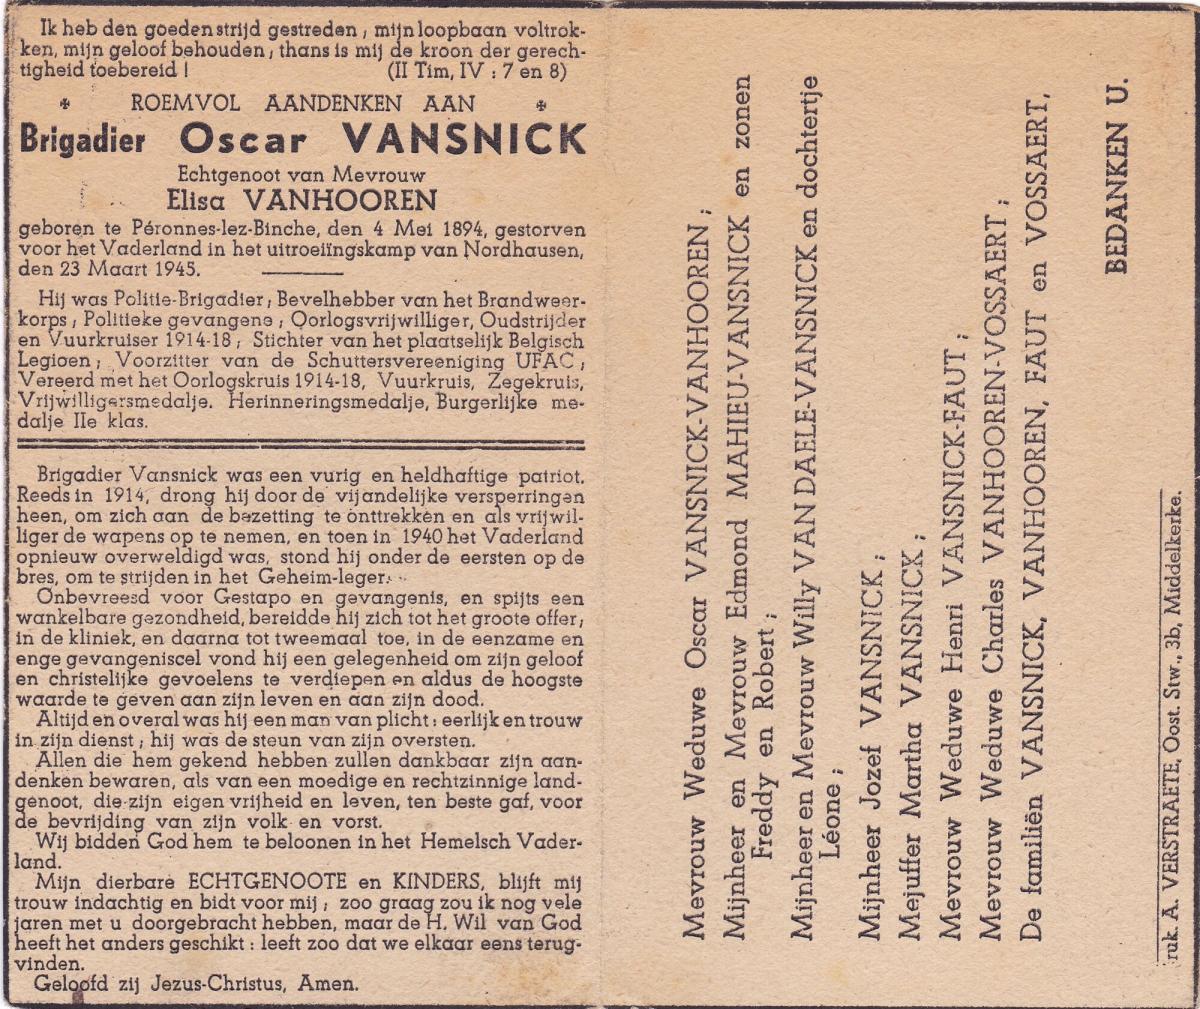 Ik heb den goeden strijd gestreden, mijn loopbaan voltrok-
ken, mijn geloof behouden; thans is mij de kroon der gerech-
tigheid toebereid! (II Tim, IV : 7 en 8)
✠ ROEMVOL AANDENKEN AAN ✠
Brigadier Oscar VANSNICK
Echtgenoot van Mevrouw
Elisa VANHOOREN
geboren te Péronnes-lez-Binche, den 4 Mei 1894, gestorven
voor het Vaderland in het uitroeiïngskamp van Nordhausen,
den 23 Maart 1945.
Hij was Politie-Brigadier; Bevelhebber van het Brandweer-
korps; Politieke gevangene; Oorlogsvrijwilliger, Oudstrijder
en Vuurkruiser 1914-18; Stichter van het plaatselijk Belgisch
Legioen; Voorzitter van de Schuttersvereeniging UFAC;
Vereerd met het Oorlogskruis 1914-18, Vuurkruis, Zegekruis,
Vrijwilligersmedalje. Herinneringsmedalje, Burgerlijke me-
dalje IIe klas.
Brigadier Vansnick was een vurig en heldhaftige patriot.
Reeds in 1914, drong hij door de vijandelijke versperringen
heen, om zich aan de bezetting te onttrekken en als vrijwil-
liger de wapens op te nemen, en toen in 1940 het Vaderland
opnieuw overweldigd was, stond hij onder de eersten op de
bres, om te strijden in het Geheim-leger.
Onbevreesd voor Gestapo en gevangenis, en spijts een
wankelbare gezondheid, bereidde hij zich tot het groote offer;
in de kliniek, en daarna tot tweemaal toe, in de eenzame en
enge gevangeniscel vond hij een gelegenheid om zijn geloof
en christelijke gevoelens te verdiepen en aldus de hoogste
waarde te geven aan zijn leven en aan zijn dood.
Altijd en overal was hij een man van plicht: eerlijk en trouw
in zijn dienst; hij was de steun van zijn oversten.
Allen die hem gekend hebben zullen dankbaar zijn aan-
denken bewaren, als van een moedige en rechtzinnige land-
genoot, die zijn eigen vrijheid en leven, ten beste gaf, voor
de bevrijding van zijn volk en vorst.
Wij bidden God hem te beloonen in het Hemelsch Vader-
land.
Mijn dierbare ECHTGENOOTE en KINDERS, blijft mij
trouw indachtig en bidt voor mij; zoo graag zou ik nog vele
jaren met u doorgebracht hebben, maar de H. Wil van God
heeft het anders geschikt: leeft zoo dat we elkaar eens terug-
vinden.
Geloofd zij Jezus-Christus, Amen.
Mevrouw Weduwe Oscar VANSNICK-VANHOOREN;
Mijnheer en Mevrouw Edmond MAHIEU-VANSNICK en zonen
Freddy en Robert;
Mijnheer en Mevrouw Willy VAN DAELE-VANSNICK en dochtertje
Léone;
Mijnheer Jozef VANSNICK;
Mejuffer Martha VANSNICK;
Mevrouw Weduwe Henri VANSNICK-FAUT;
Mevrouw Weduwe Charles VANHOOREN-VOSSAERT;
De familiën VANSNICK, VANHOOREN, FAUT en VOSSAERT,
BEDANKEN U.
ruk. A. VERSTRAETE, Oost. Stw., 3b, Middelkerke.